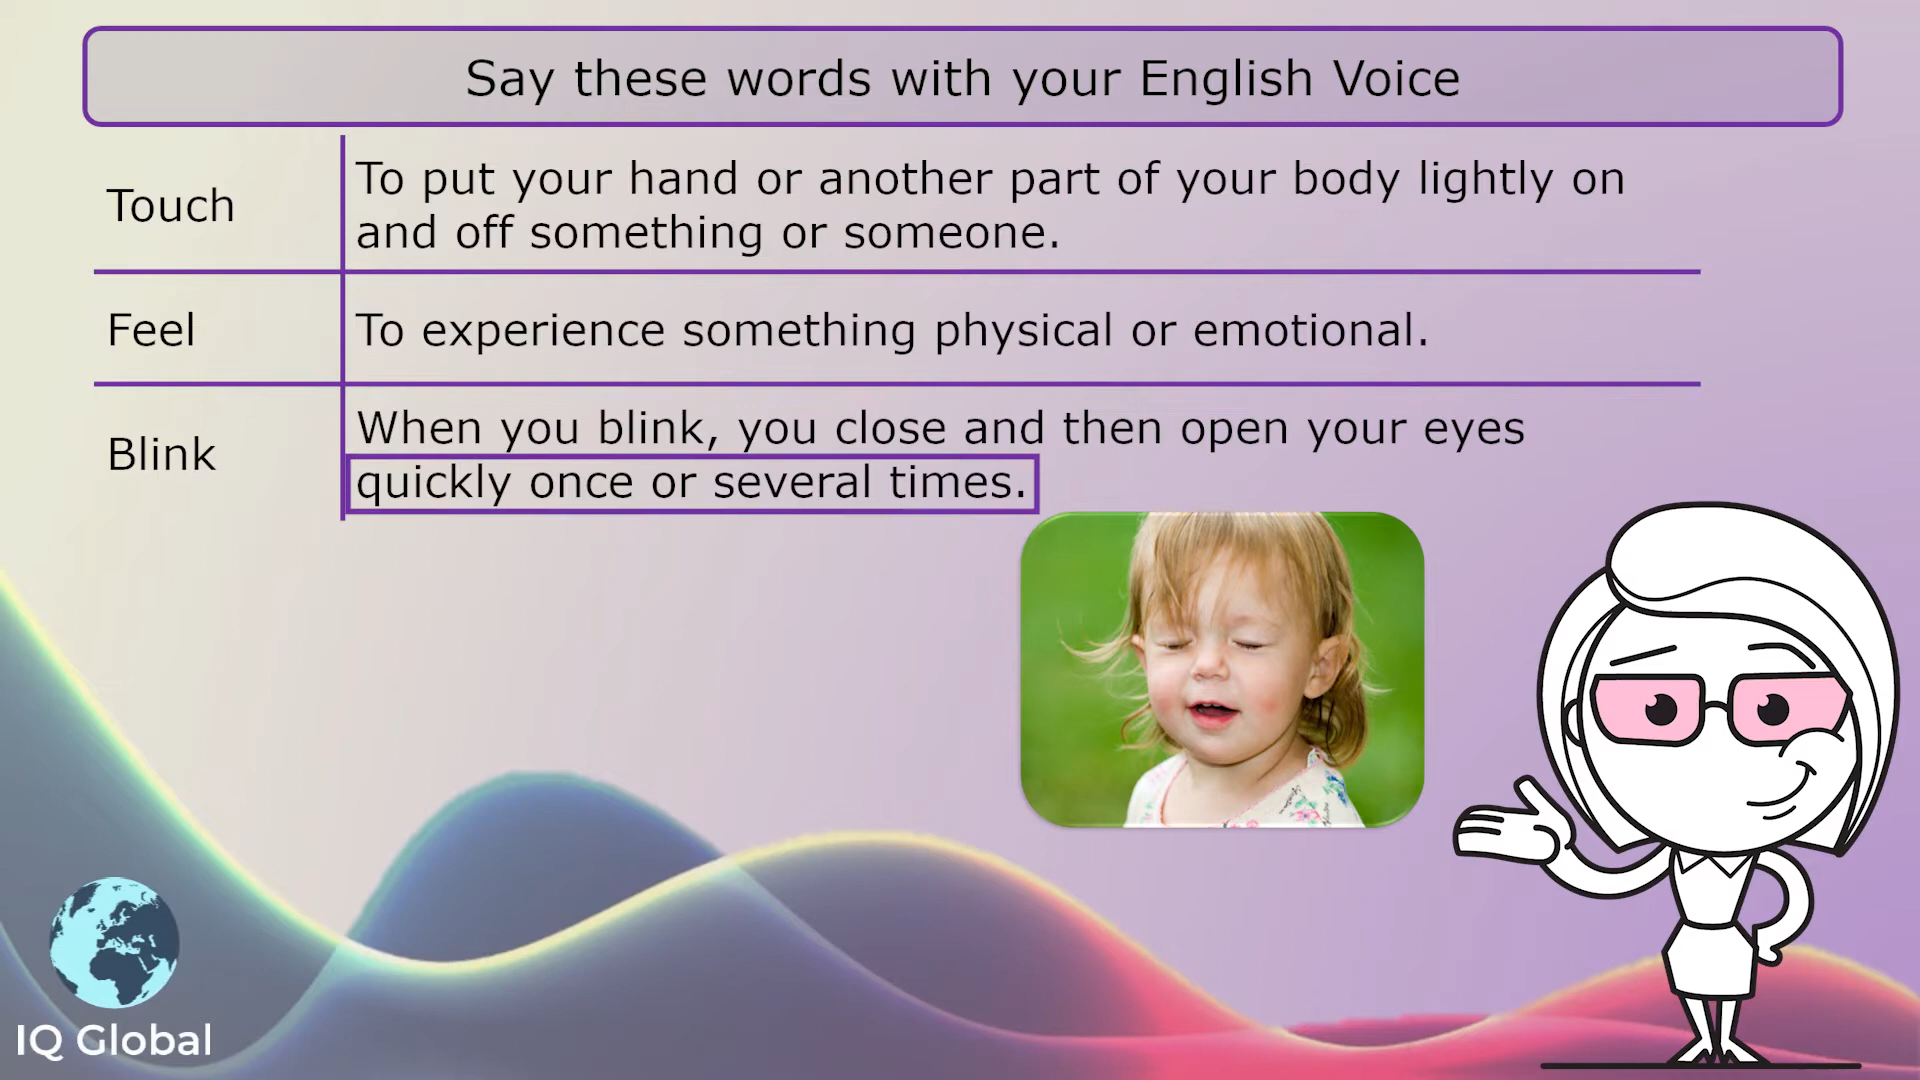 Say these words with your English Voice
Touch
To put your hand or another part of your body lightly on
and off something or someone.
Feel
To experience something physical or emotional.
Blink
When you blink, you close and then open your eyes
quickly once or several times.
IQ Global